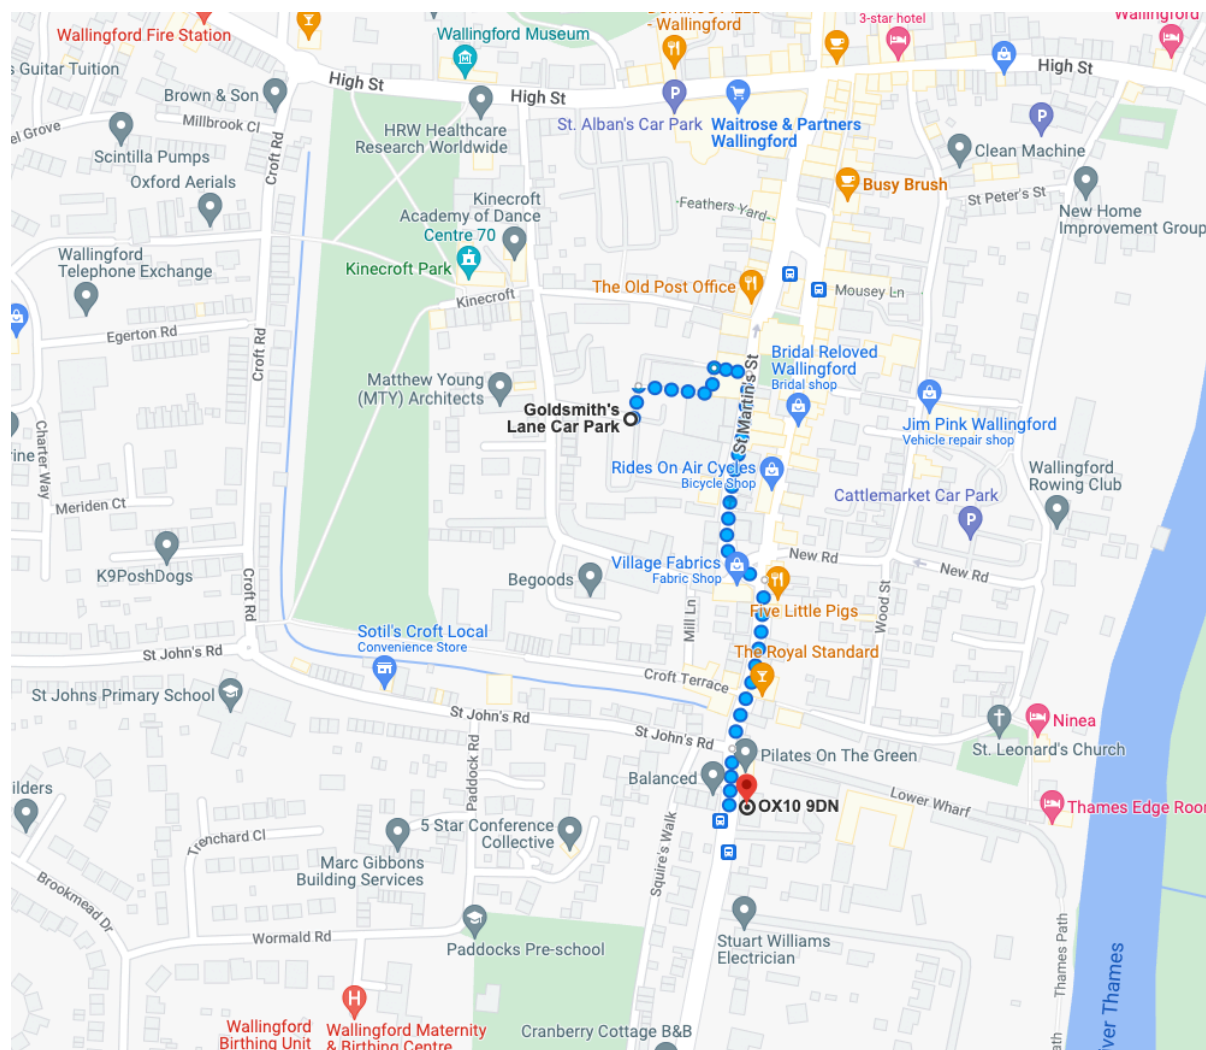 - Wallingford
3-star hotel
Wallingford
Wallingford Fire Station
Wallingford Museum
s Guitar Tuition
High St
High St
High St
Brown & Son
Millbrook Cl
el Grove
Croft Rd
Scintilla Pumps
HRW Healthcare
Research Worldwide
St. Alban's Car Park
Waitrose & Partners
Wallingford
Clean Machine
Oxford Aerials
Busy Brush
St Peter's St
New Home
Improvement Group
Kinecroft
Academy of Dance
Centre 70
Feathers Yard
Wallingford
Telephone Exchange
Kinecroft Park
Kinecroft
The Old Post Office
Mousey Ln
Egerton Rd
Croft Rd
Matthew Young
(MTY) Architects
Goldsmith's
Lane Car Park
St Martin's St
Bridal Reloved
Wallingford
Bridal shop
Jim Pink Wallingford
Vehicle repair shop
Charter Way
rine
Rides On Air Cycles
Bicycle Shop
Wallingford
Rowing Club
Cattlemarket Car Park
Meriden Ct
K9PoshDogs
Croft Rd
Begoods
Village Fabrics
Fabric Shop
New Rd
New Rd
Five Little Pigs
Wood St
Mill Ln
Sotil's Croft Local
Convenience Store
St John's Rd
The Royal Standard
Croft Terrace
St Johns Primary School
St John's Rd
St John's Rd
Ninea
St. Leonard's Church
Pilates On The Green
Paddock Rd
Balanced
OX10 9DN
Lower Wharf
Thames Edge Room
ilders
Trenchard Cl
5 Star Conference
Collective
Marc Gibbons
Building Services
Squire's Walk
Brookmead Dr
Wormald Rd
Paddocks Pre-school
Stuart Williams
Electrician
Thames Path
ath
ver Thames
Wallingford
Birthing Unit
Wallingford Maternity
& Birthing Centre
Cranberry Cottage B&B